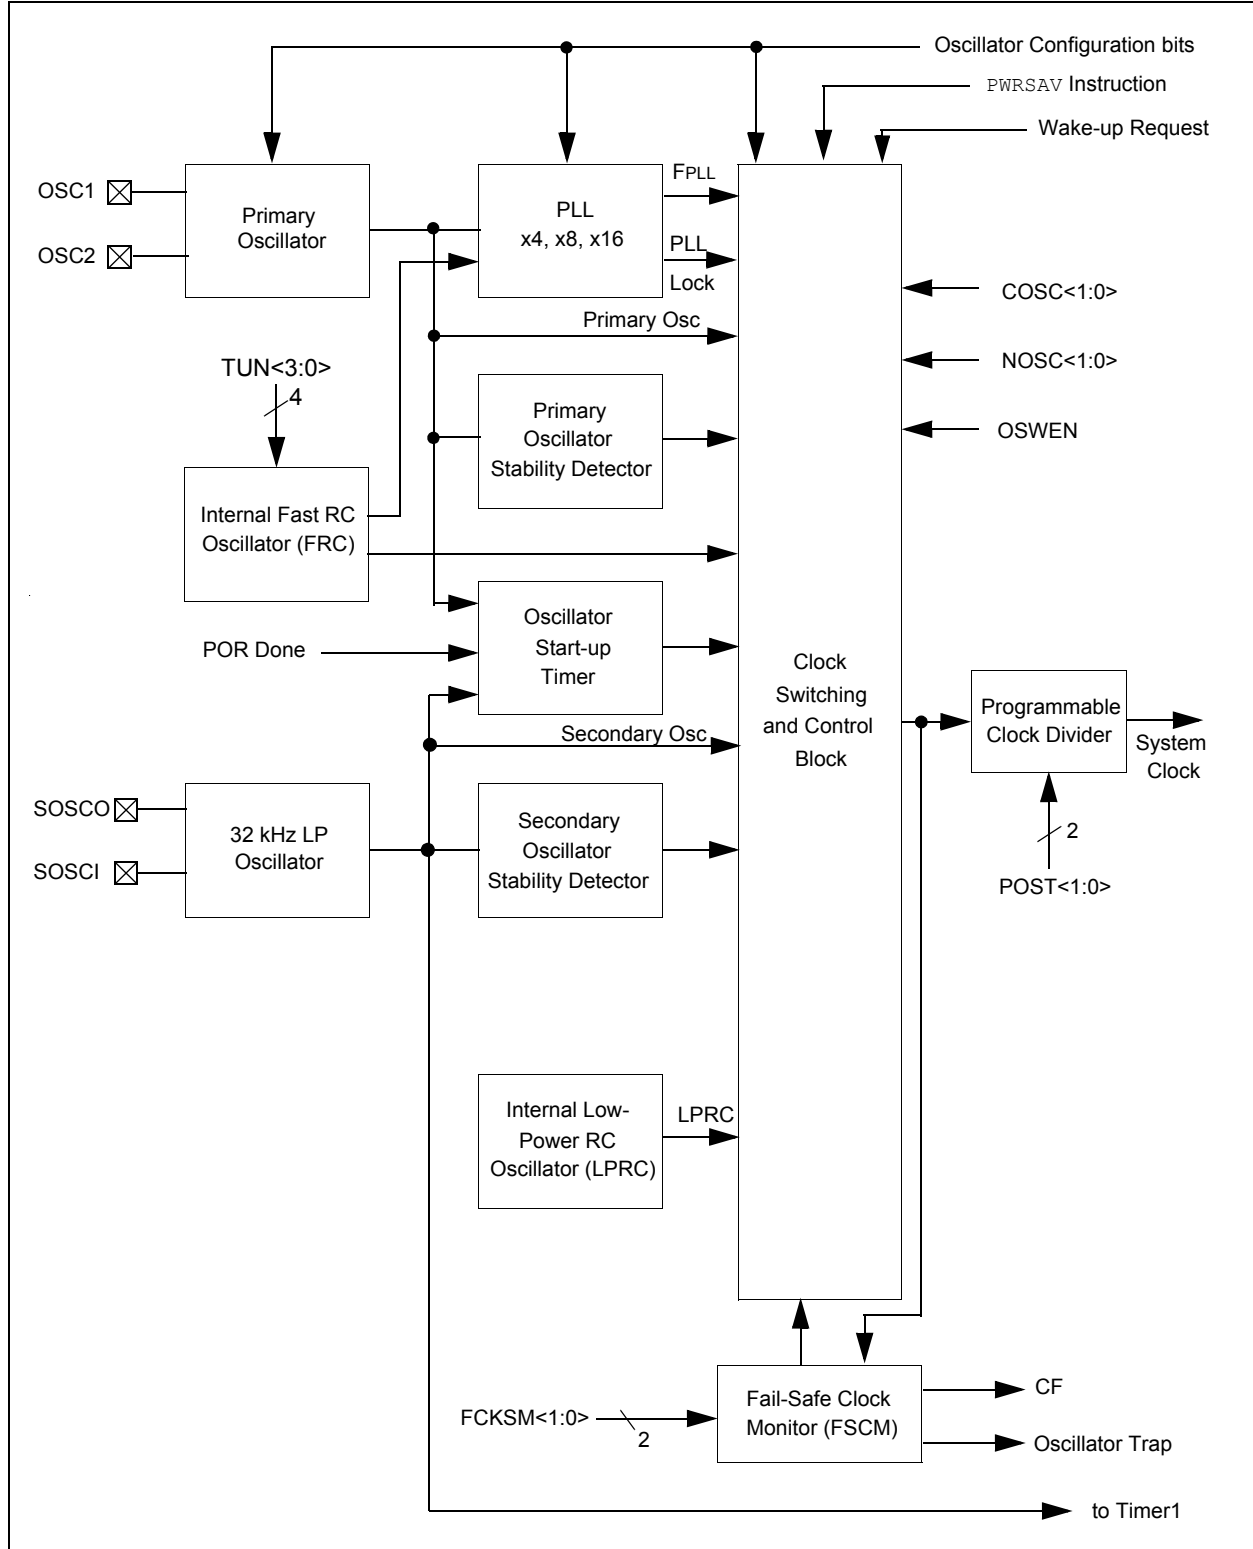 Oscillator Configuration bits
PWRSAV Instruction
Wake-up Request
OSC1
OSC2
Primary
Oscillator
PLL
x4, x8, x16
FPLL
PLL
Lock
COSC<1:0>
Primary Osc
NOSC<1:0>
TUN<3:0>
4
Primary
Oscillator
Stability Detector
OSWEN
Internal Fast RC
Oscillator (FRC)
Oscillator
Start-up
Timer
POR Done
Clock
Switching
and Control
Block
Programmable
Clock Divider
System
Clock
Secondary Osc
SOSCO
SOSCI
32 kHz LP
Oscillator
Secondary
Oscillator
Stability Detector
2
POST<1:0>
Internal Low-
Power RC
Oscillator (LPRC)
LPRC
FCKSM<1:0>
2
Fail-Safe Clock
Monitor (FSCM)
CF
Oscillator Trap
to Timer1